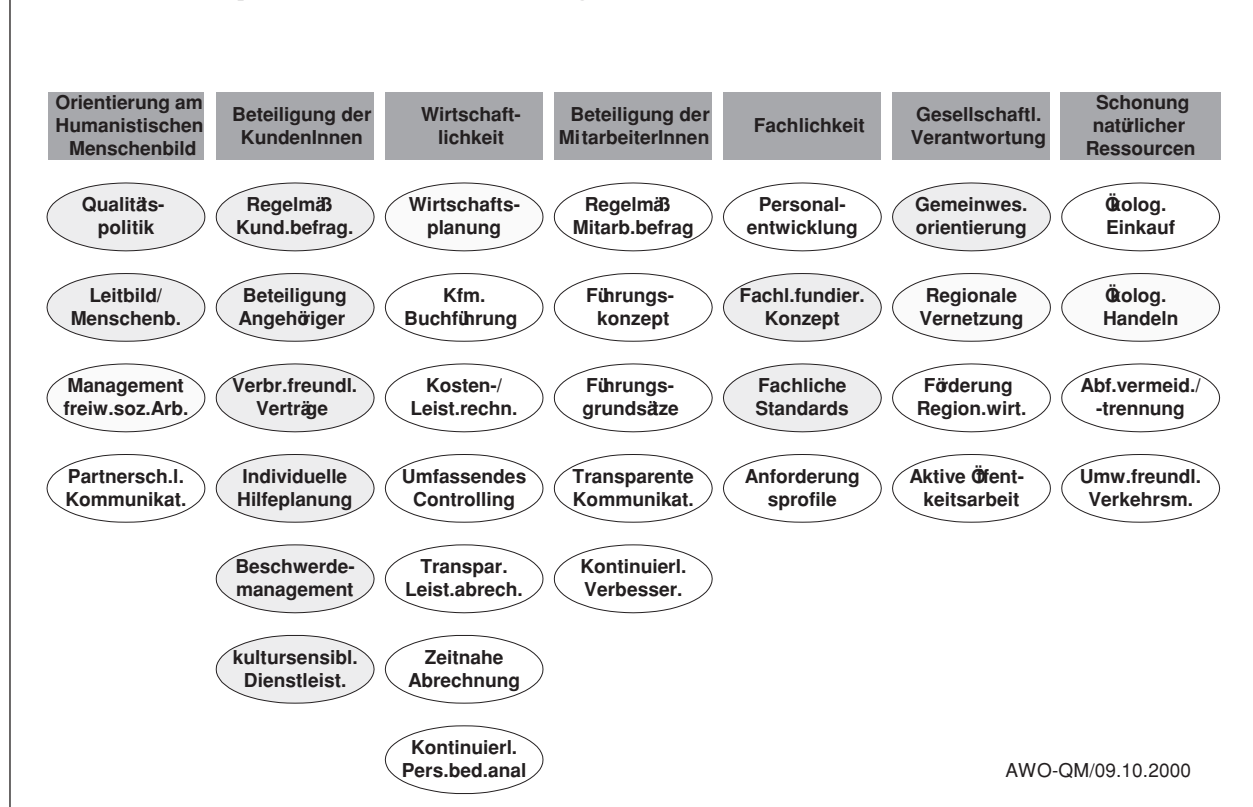 Orientierung am
Humanistischen
Menschenbild
Beteiligung der
KundenInnen
Wirtschaft-
lichkeit
Beteiligung der
MitarbeiterInnen
Fachlichkeit
Gesellschaftl.
Verantwortung
Schonung
natürlicher
Ressourcen
Qualitäts-
politik
Regelmäß
Kund.befrag.
Wirtschafts-
planung
Regelmäß
Mitarb.befrag
Personal-
entwicklung
Gemeinwes.
orientierung
Ökolog.
Einkauf
Leitbild/
Menschenb.
Beteiligung
Angehöriger
Kfm.
Buchführung
Führungs-
konzept
Fachl.fundier.
Konzept
Regionale
Vernetzung
Ökolog.
Handeln
Management
freiw.soz.Arb.
Verbr.freundl.
Verträge
Kosten-/
Leist.rechn.
Führungs-
grundsätze
Fachliche
Standards
Förderung
Region.wirt.
Abf.vermeid./
-trennung
Partnersch.l.
Kommunikat.
Individuelle
Hilfeplanung
Umfassendes
Controlling
Transparente
Kommunikat.
Anforderung
sprofile
Aktive Öffent-
keitsarbeit
Umw.freundl.
Verkehrsm.
Beschwerde-
management
Transpar.
Leist.abrech.
Kontinuierl.
Verbesser.
kultursensibl.
Dienstleist.
Zeitnahe
Abrechnung
Kontinuierl.
Pers.bed.anal
AWO-QM/09.10.2000